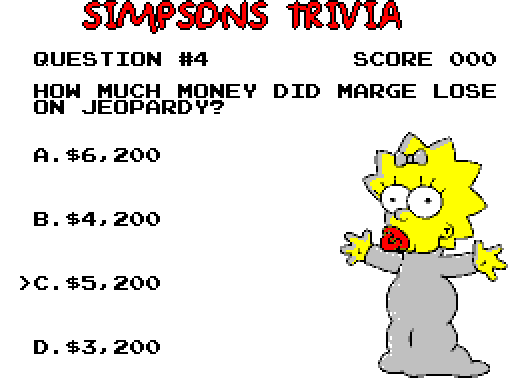 SIMPSONS TRIVIA
QUESTION #4 SCORE 000
HOW MUCH MONEY DID MARGE LOSE
ON JEOPARDY?
A.$6,200
B.$4,200
>C.$5,200
D.$3,200